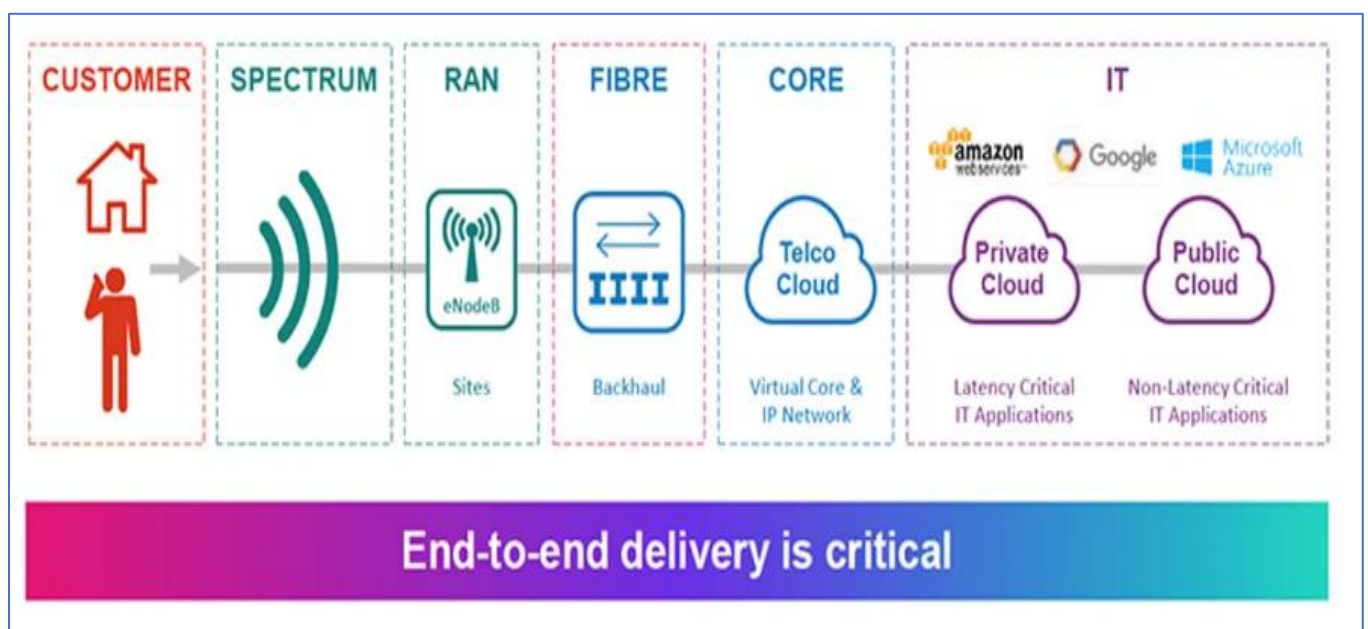 CUSTOMER
SPECTRUM
RAN
FIBRE
CORE
IT
amazon
webservices™
Google
Microsoft
Azure
eNodeB
Telco
Cloud
Private
Cloud
Public
Cloud
Sites
Backhaul
Virtual Core &
IP Network
Latency Critical
IT Applications
Non-Latency Critical
IT Applications
End-to-end delivery is critical